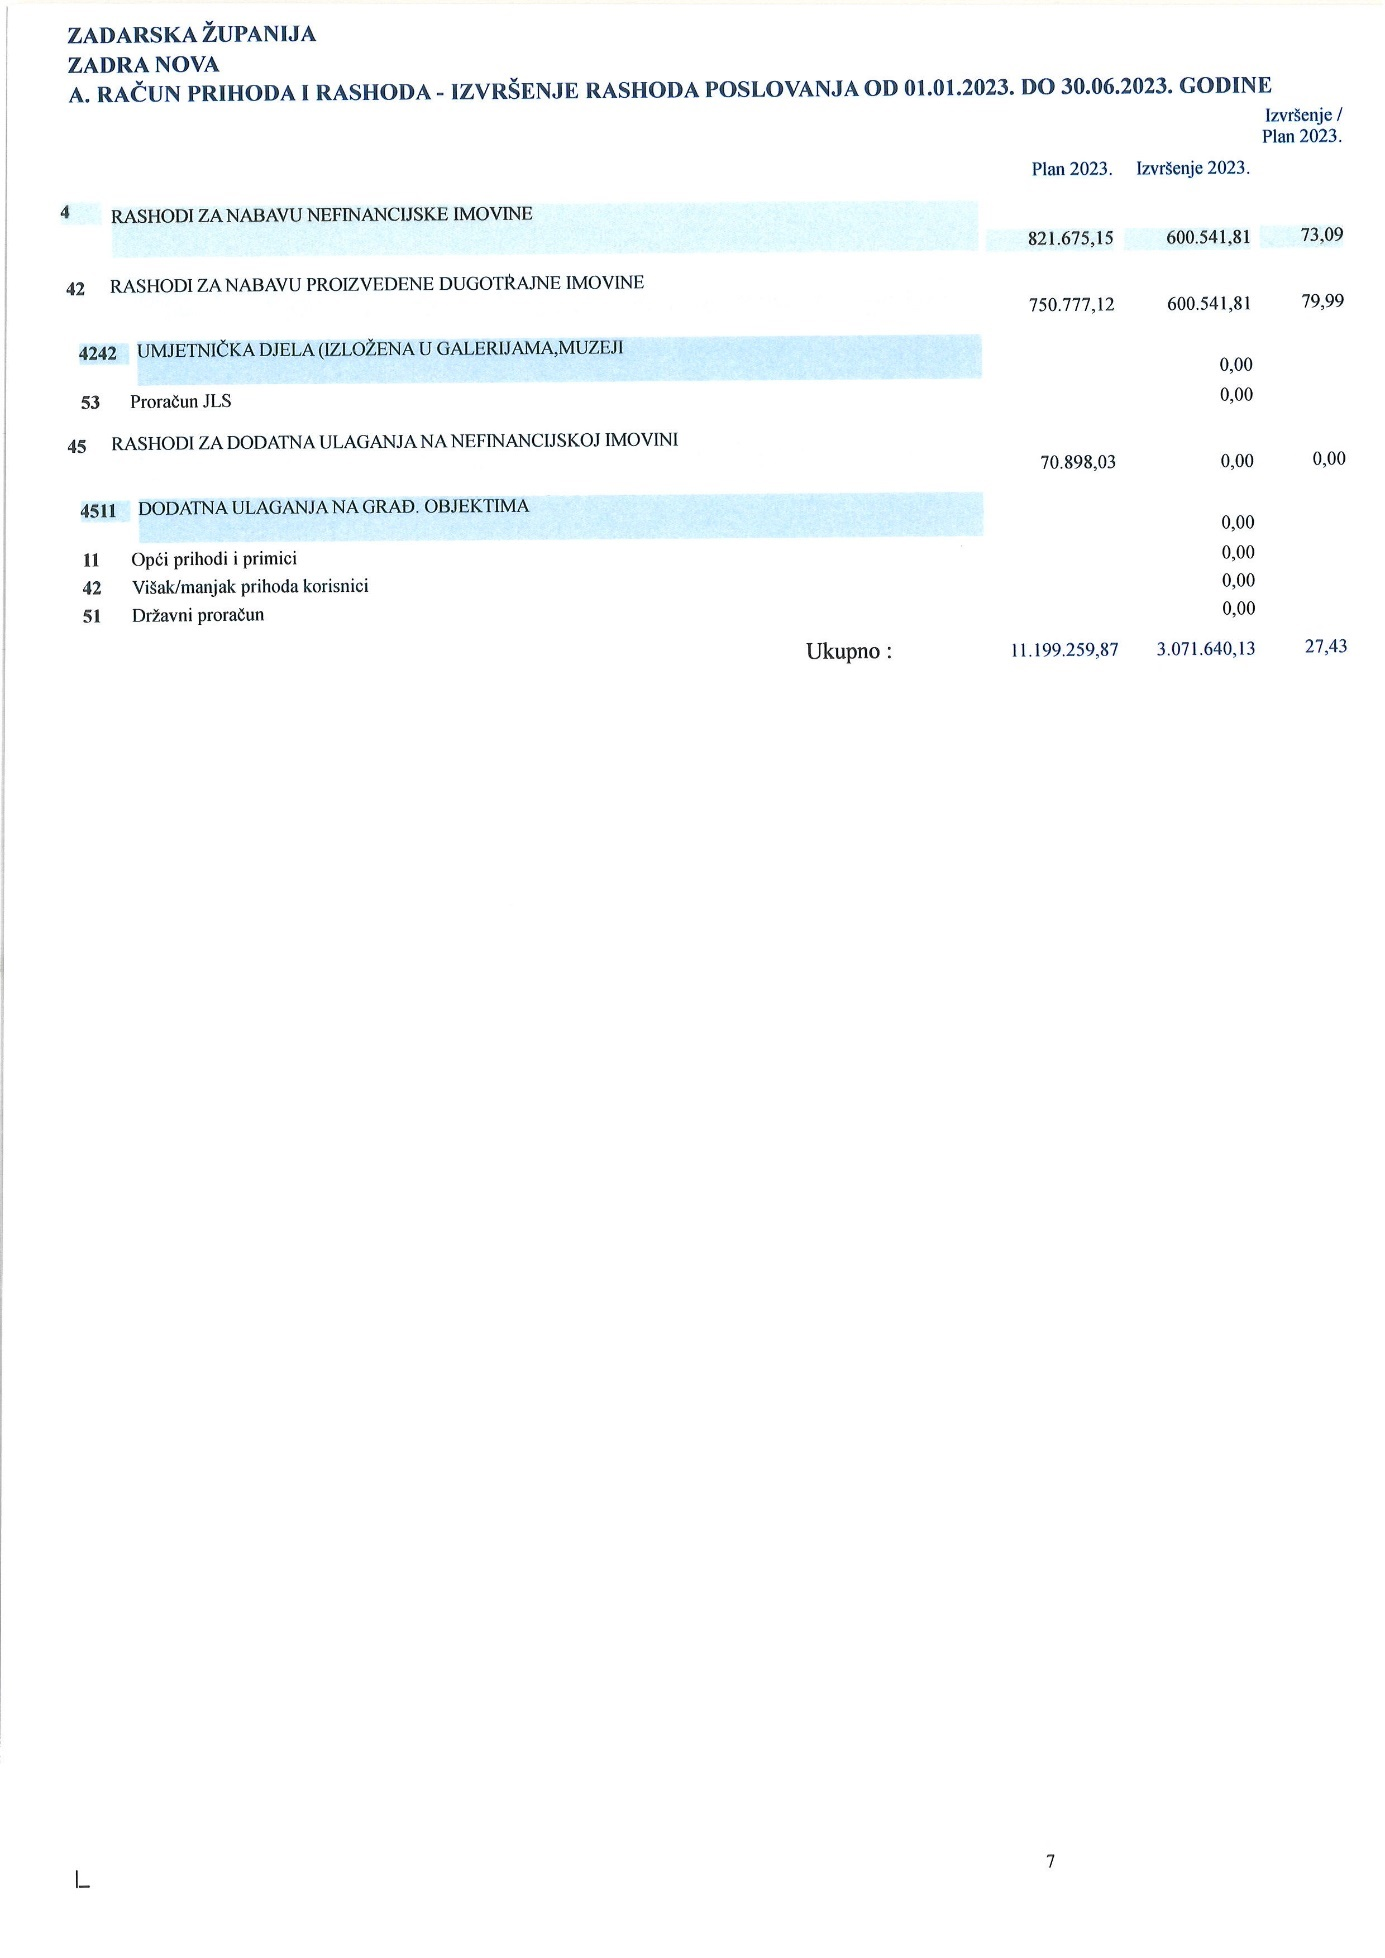 ZADARSKA ŽUPANIJA
ZADRA NOVA
A. RAČUN PRIHODA I RASHODA - IZVRŠENJE RASHODA POSLOVANJA OD 01.01.2023. DO 30.06.2023. GODINE
Izvršenje /
Plan 2023.
Plan 2023. Izvršenje 2023.
4 RASHODI ZA NABAVU NEFINANCIJSKE IMOVINE
821.675,15 600.541,81 73,09
42 RASHODI ZA NABAVU PROIZVEDENE DUGOTRAJNE IMOVINE
750.777,12 600.541,81 79,99
4242 UMJETNIČKA DJELA (IZLOŽENA U GALERIJAMA,MUZEJI
0,00
53 Proračun JLS 0,00
45 RASHODI ZA DODATNA ULAGANJA NA NEFINANCIJSKOJ IMOVINI
70.898,03 0,00 0,00
4511 DODATNA ULAGANJA NA GRAĐ. OBJEKTIMA
0,00
11 Opći prihodi i primici 0,00
42 Višak/manjak prihoda korisnici 0,00
51 Državni proračun 0,00
Ukupno : 11.199.259,87 3.071.640,13 27,43
7